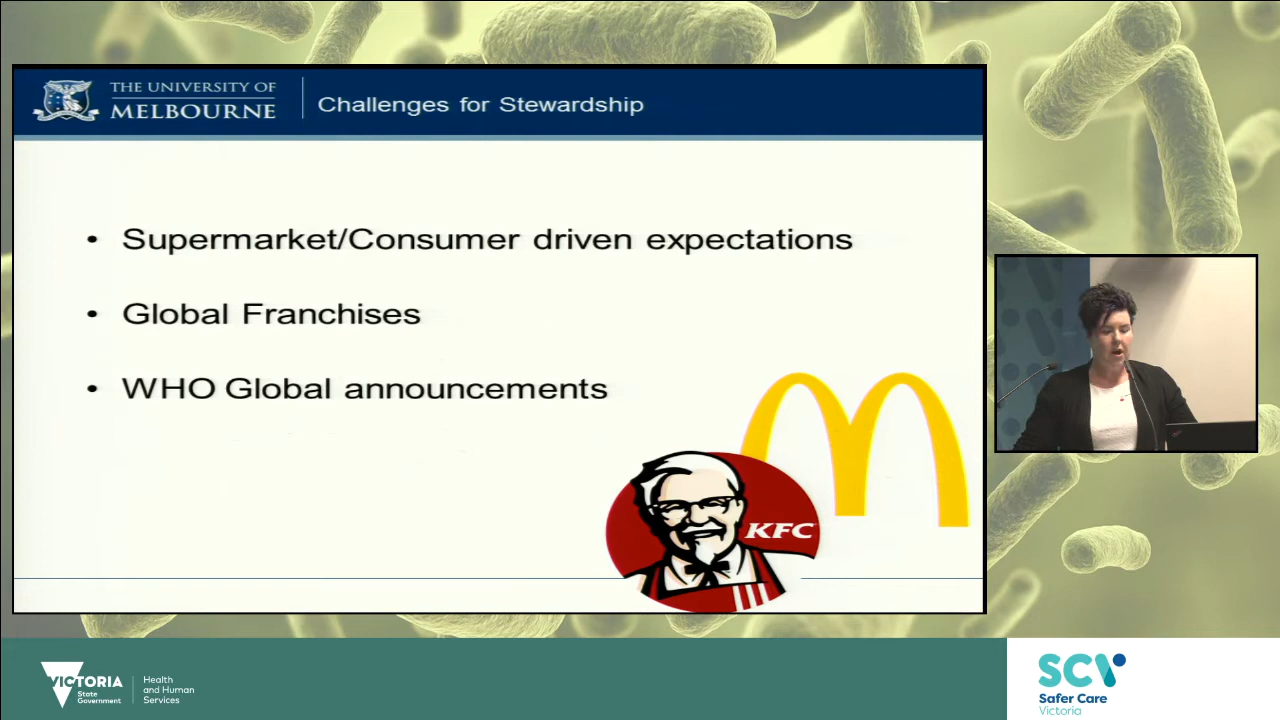 THE UNIVERSITY OF
MELBOURNE
Challenges for Stewardship
• Supermarket/Consumer driven expectations
• Global Franchises
• WHO Global announcements
KFC
VICTORIA
State
Government
Health
and Human
Services
SCV
Safer Care
Victoria